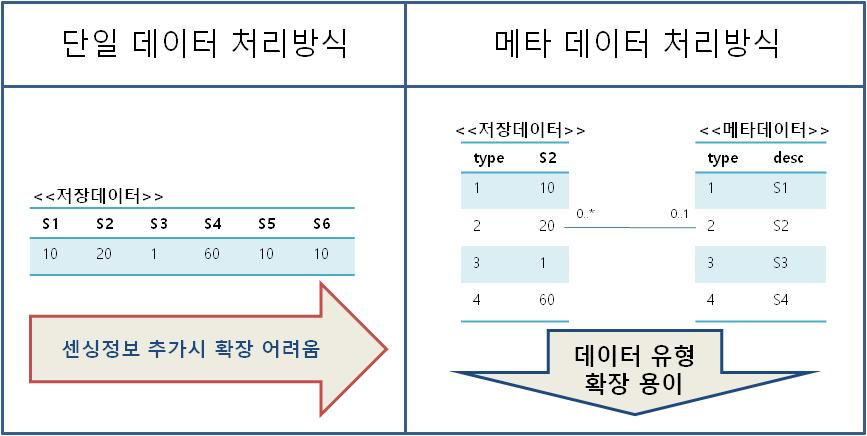 단일 데이터 처리방식
메타 데이터 처리방식
<<저장데이터>>
S1 S2 S3 S4 S5 S6
10 20 1 60 10 10
센싱정보 추가시 확장 어려움
<<저장데이터>>
type S2
1 10
2 20
3 1
4 60
0..* 0..1
<<메타데이터>>
type desc
1 S1
2 S2
3 S3
4 S4
데이터 유형
확장 용이